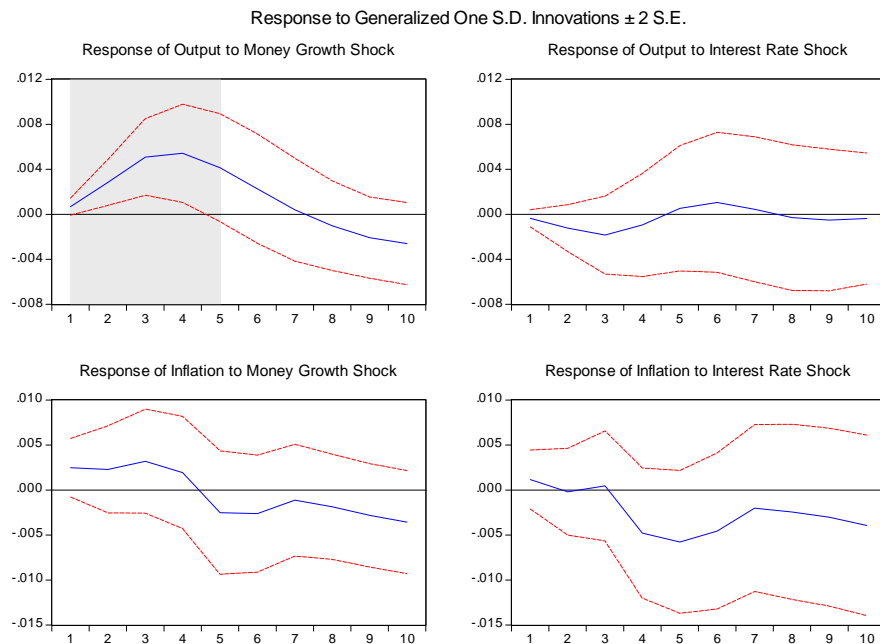 Response to Generalized One S.D. Innovations ± 2 S.E.
Response of Output to Money Growth Shock
.012
.008
.004
.000
-.004
-.008
1 2 3 4 5 6 7 8 9 10
Response of Output to Interest Rate Shock
.012
.008
.004
.000
-.004
-.008
1 2 3 4 5 6 7 8 9 10
Response of Inflation to Money Growth Shock
.010
.005
.000
-.005
-.010
-.015
1 2 3 4 5 6 7 8 9 10
Response of Inflation to Interest Rate Shock
.010
.005
.000
-.005
-.010
-.015
1 2 3 4 5 6 7 8 9 10